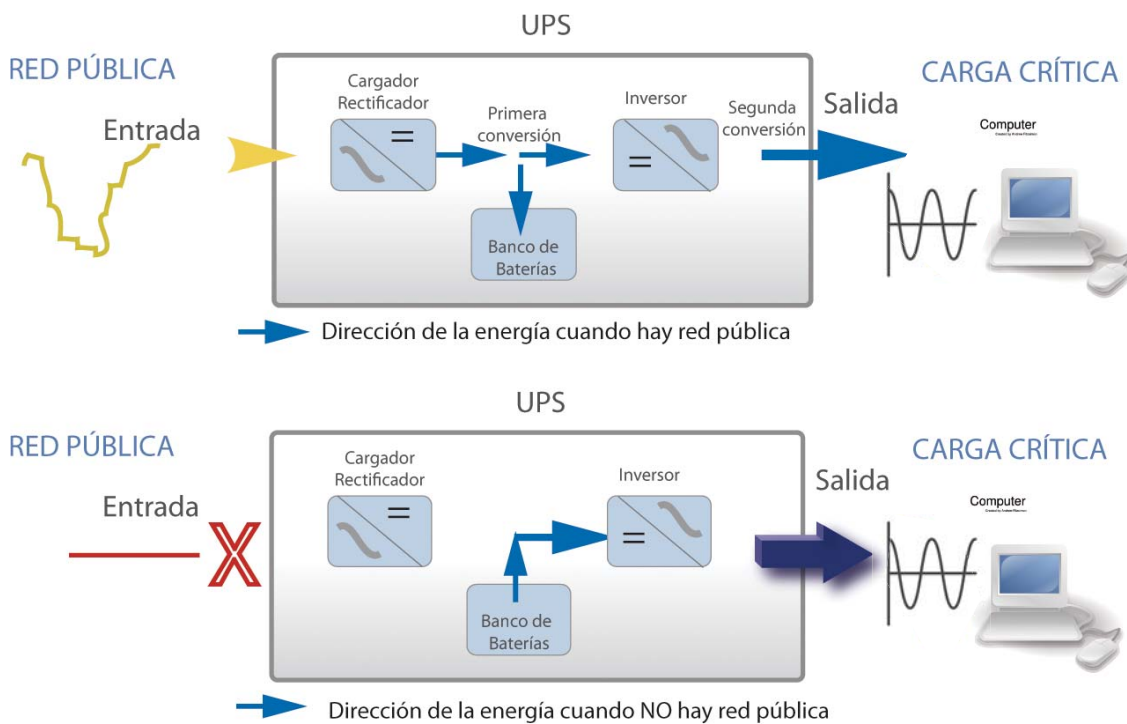 UPS
RED PÚBLICA
CARGA CRÍTICA
Entrada
Cargador
Rectificador
Primera
conversión
Inversor
Segunda
conversión
Salida
Computer
Banco de
Baterías
Dirección de la energía cuando hay red pública
UPS
RED PÚBLICA
CARGA CRÍTICA
Entrada
X
Cargador
Rectificador
Inversor
Salida
Computer
Banco de
Baterías
Dirección de la energía cuando NO hay red pública